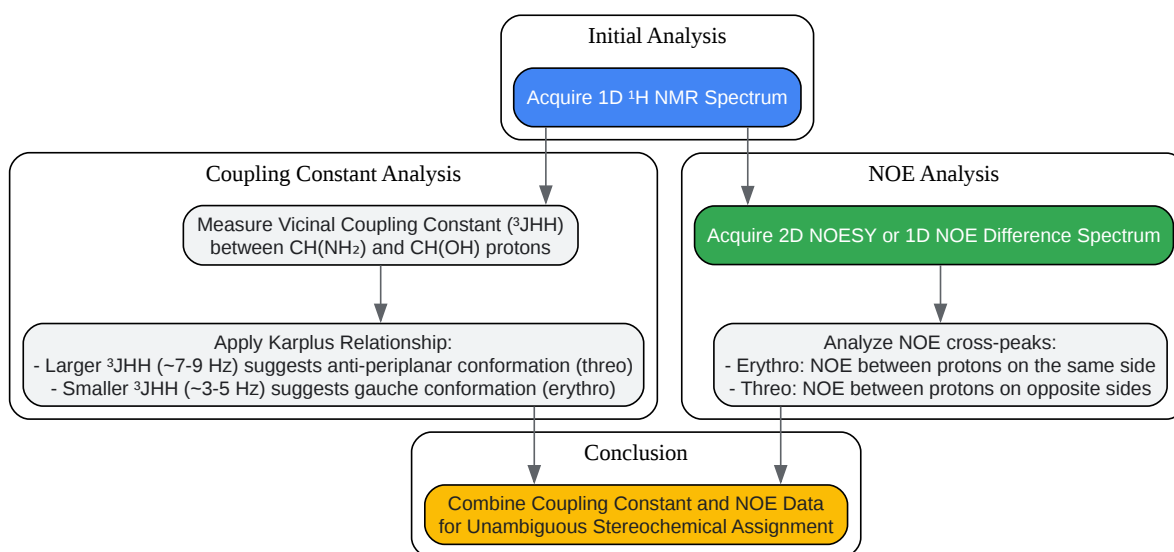 Initial Analysis
Acquire 1D ¹H NMR Spectrum
Coupling Constant Analysis
Measure Vicinal Coupling Constant (³JHH)
between CH(NH₂) and CH(OH) protons
Apply Karplus Relationship:
- Larger ³JHH (~7-9 Hz) suggests anti-periplanar conformation (threo)
- Smaller ³JHH (~3-5 Hz) suggests gauche conformation (erythro)
NOE Analysis
Acquire 2D NOESY or 1D NOE Difference Spectrum
Analyze NOE cross-peaks:
- Erythro: NOE between protons on the same side
- Threo: NOE between protons on opposite sides
Conclusion
Combine Coupling Constant and NOE Data
for Unambiguous Stereochemical Assignment